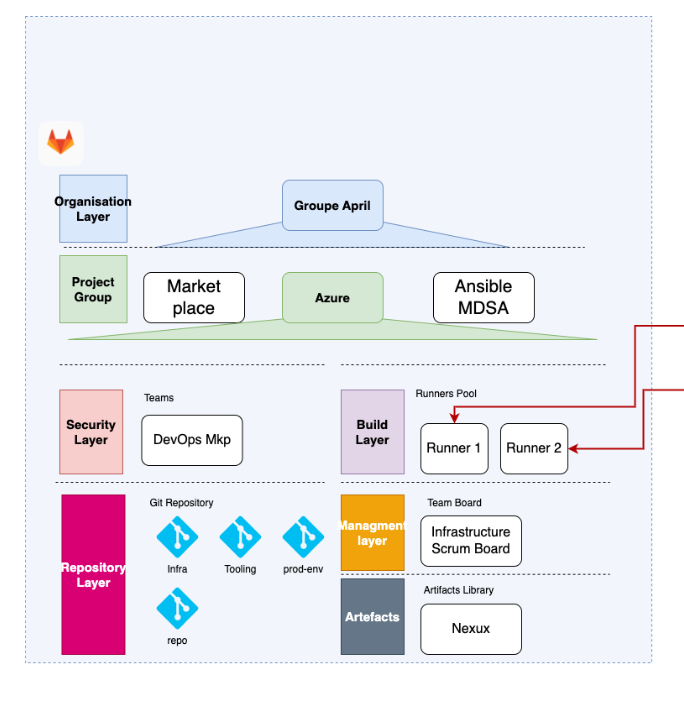 Organisation
Layer
Groupe April
Project
Group
Market
place
Azure
Ansible
MDSA
Security
Layer
Teams
DevOps Mkp
Build
Layer
Runners Pool
Runner 1
Runner 2
Repository
Layer
Git Repository
Infra
Tooling
prod-env
repo
Managment
layer
Team Board
Infrastructure
Scrum Board
Artefacts
Artifacts Library
Nexux